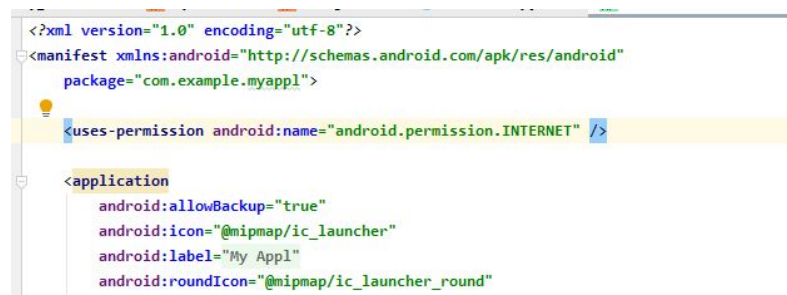 <?xml version="1.0" encoding="utf-8"?>
<manifest xmlns:android="http://schemas.android.com/apk/res/android"
package="com.example.myappl">
<uses-permission android:name="android.permission.INTERNET" />
<application
android:allowBackup="true"
android:icon="@mipmap/ic_launcher"
android:label="My Appl"
android:roundIcon="@mipmap/ic_launcher_round"